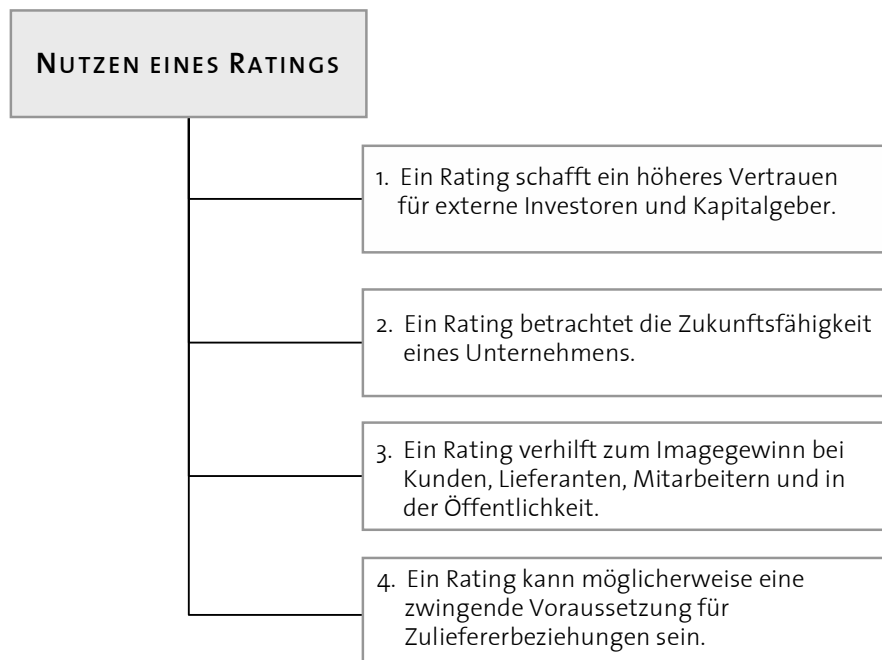 NUTZEN EINES RATINGS
1. Ein Rating schafft ein höheres Vertrauen
für externe Investoren und Kapitalgeber.
2. Ein Rating betrachtet die Zukunftsfähigkeit
eines Unternehmens.
3. Ein Rating verhilft zum Imagegewinn bei
Kunden, Lieferanten, Mitarbeitern und in
der Öffentlichkeit.
4. Ein Rating kann möglicherweise eine
zwingende Voraussetzung für
Zuliefererbeziehungen sein.